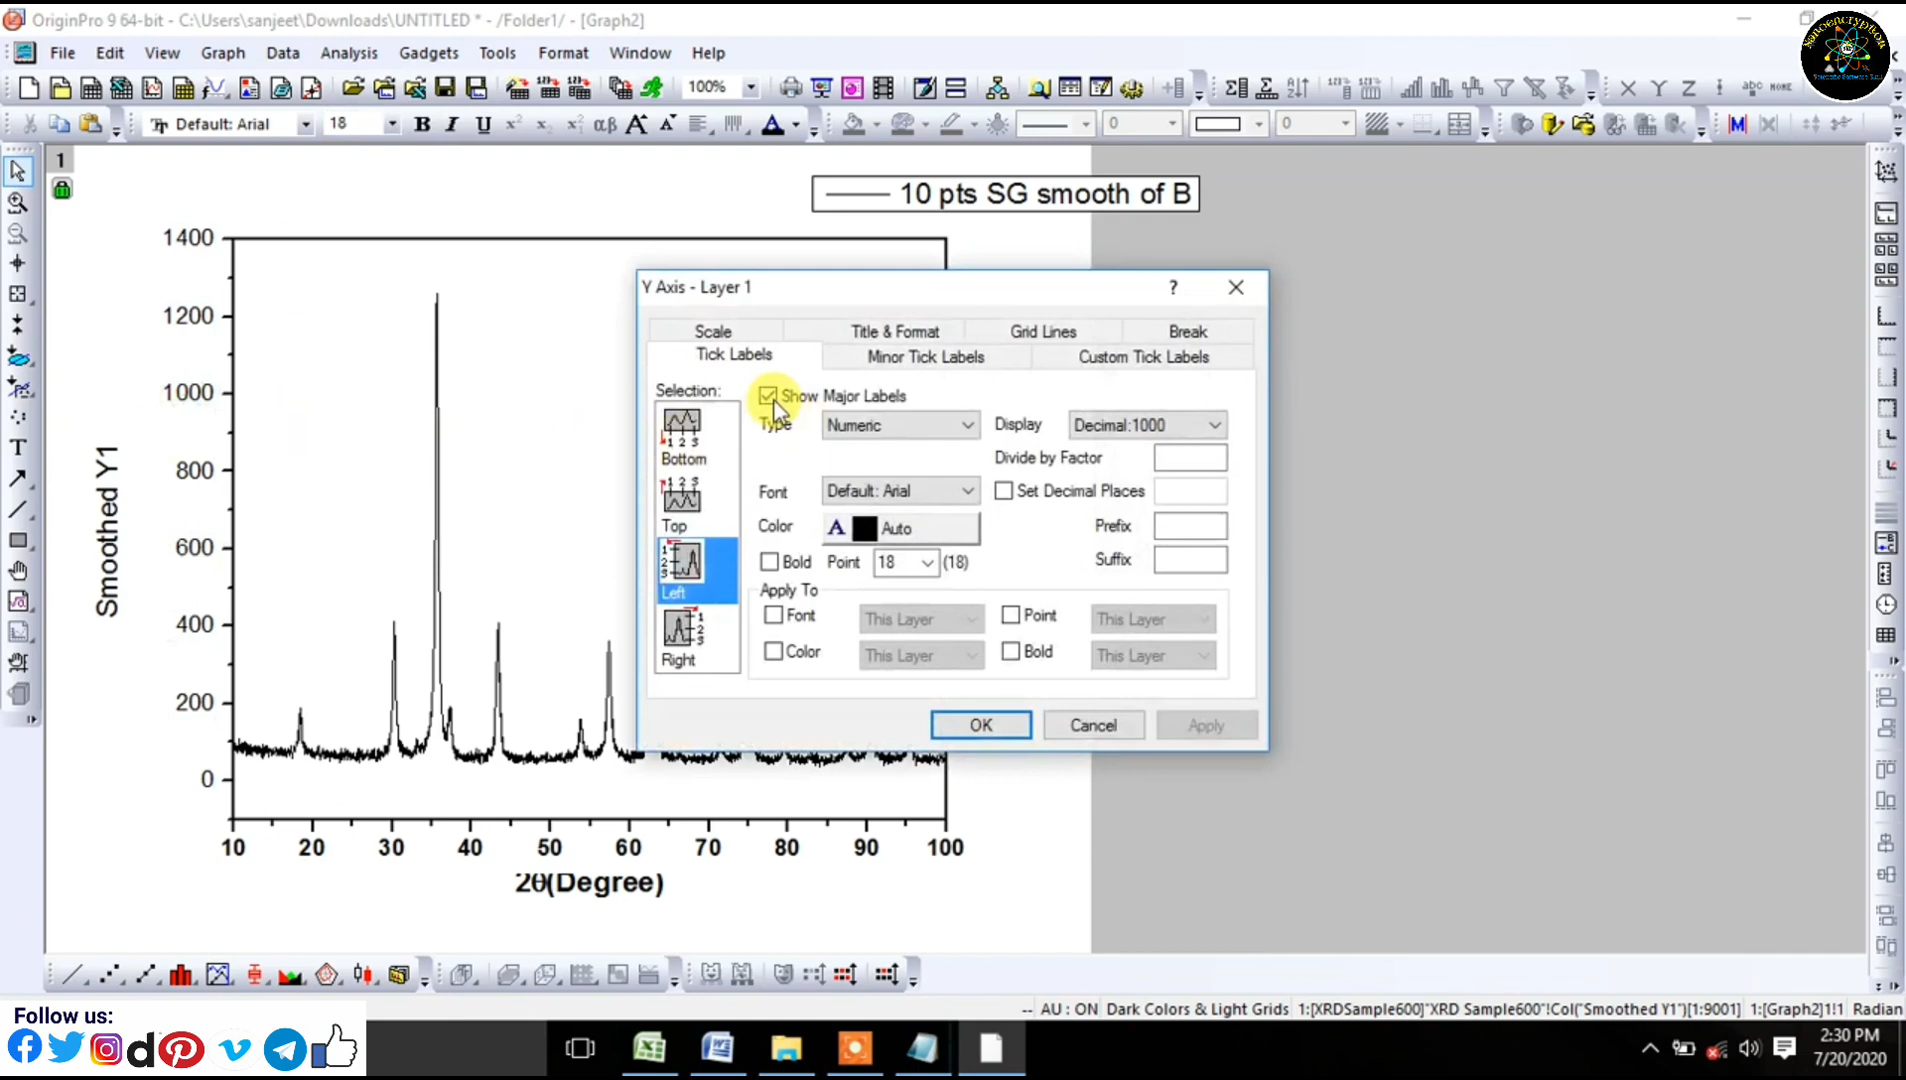 OriginPro 9 64-bit - C:\Users\sanjeet\Downloads\UNTITLED * - /Folder1/ - [Graph2]
File Edit View Graph Data Analysis Gadgets Tools Format Window Help
100%
X Y Z abc NONE
Default: Arial 18 B I U αβ A A A 0 0
1
10 pts SG smooth of B
1400
1200
1000
800
600
400
200
0
Smoothed Y1
10 20 30 40 50 60 70 80 90 100
2θ(Degree)
Y Axis - Layer 1 ?
Scale Title & Format Grid Lines Break
Tick Labels Minor Tick Labels Custom Tick Labels
Selection:
Bottom
Top
Left
Right
Show Major Labels
Type Numeric Display Decimal:1000
Divide by Factor
Font Default: Arial Set Decimal Places
Color A Auto Prefix
Bold Point 18 (18) Suffix
Apply To
Font This Layer Point This Layer
Color This Layer Bold This Layer
OK Cancel Apply
-- AU : ON Dark Colors & Light Grids 1:[XRDSample600]"XRD Sample600"!Col("Smoothed Y1")[1:9001] 1:[Graph2]1!1 Radian
Follow us:
2:30 PM
7/20/2020